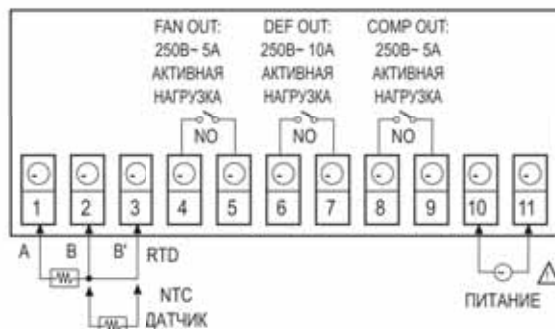 FAN OUT: DEF OUT: COMP OUT:
250В~ 5А 250В~ 10А 250В~ 5А
АКТИВНАЯ АКТИВНАЯ АКТИВНАЯ
НАГРУЗКА НАГРУЗКА НАГРУЗКА
NO NO NO
1 2 3 4 5 6 7 8 9 10 11
A B B' RTD
NTC
ДАТЧИК
ПИТАНИЕ